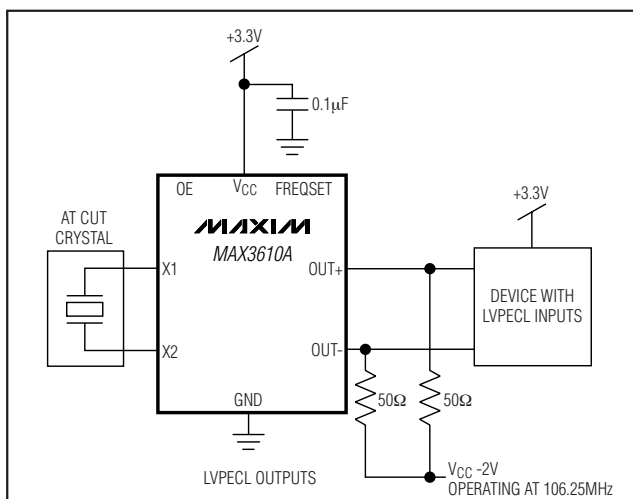 +3.3V
0.1μF
OE VCC FREQSET
MAXIM
MAX3610A
AT CUT
CRYSTAL
X1
X2
OUT+
OUT-
GND
+3.3V
DEVICE WITH
LVPECL INPUTS
50Ω 50Ω
VCC -2V
OPERATING AT 106.25MHz
LVPECL OUTPUTS